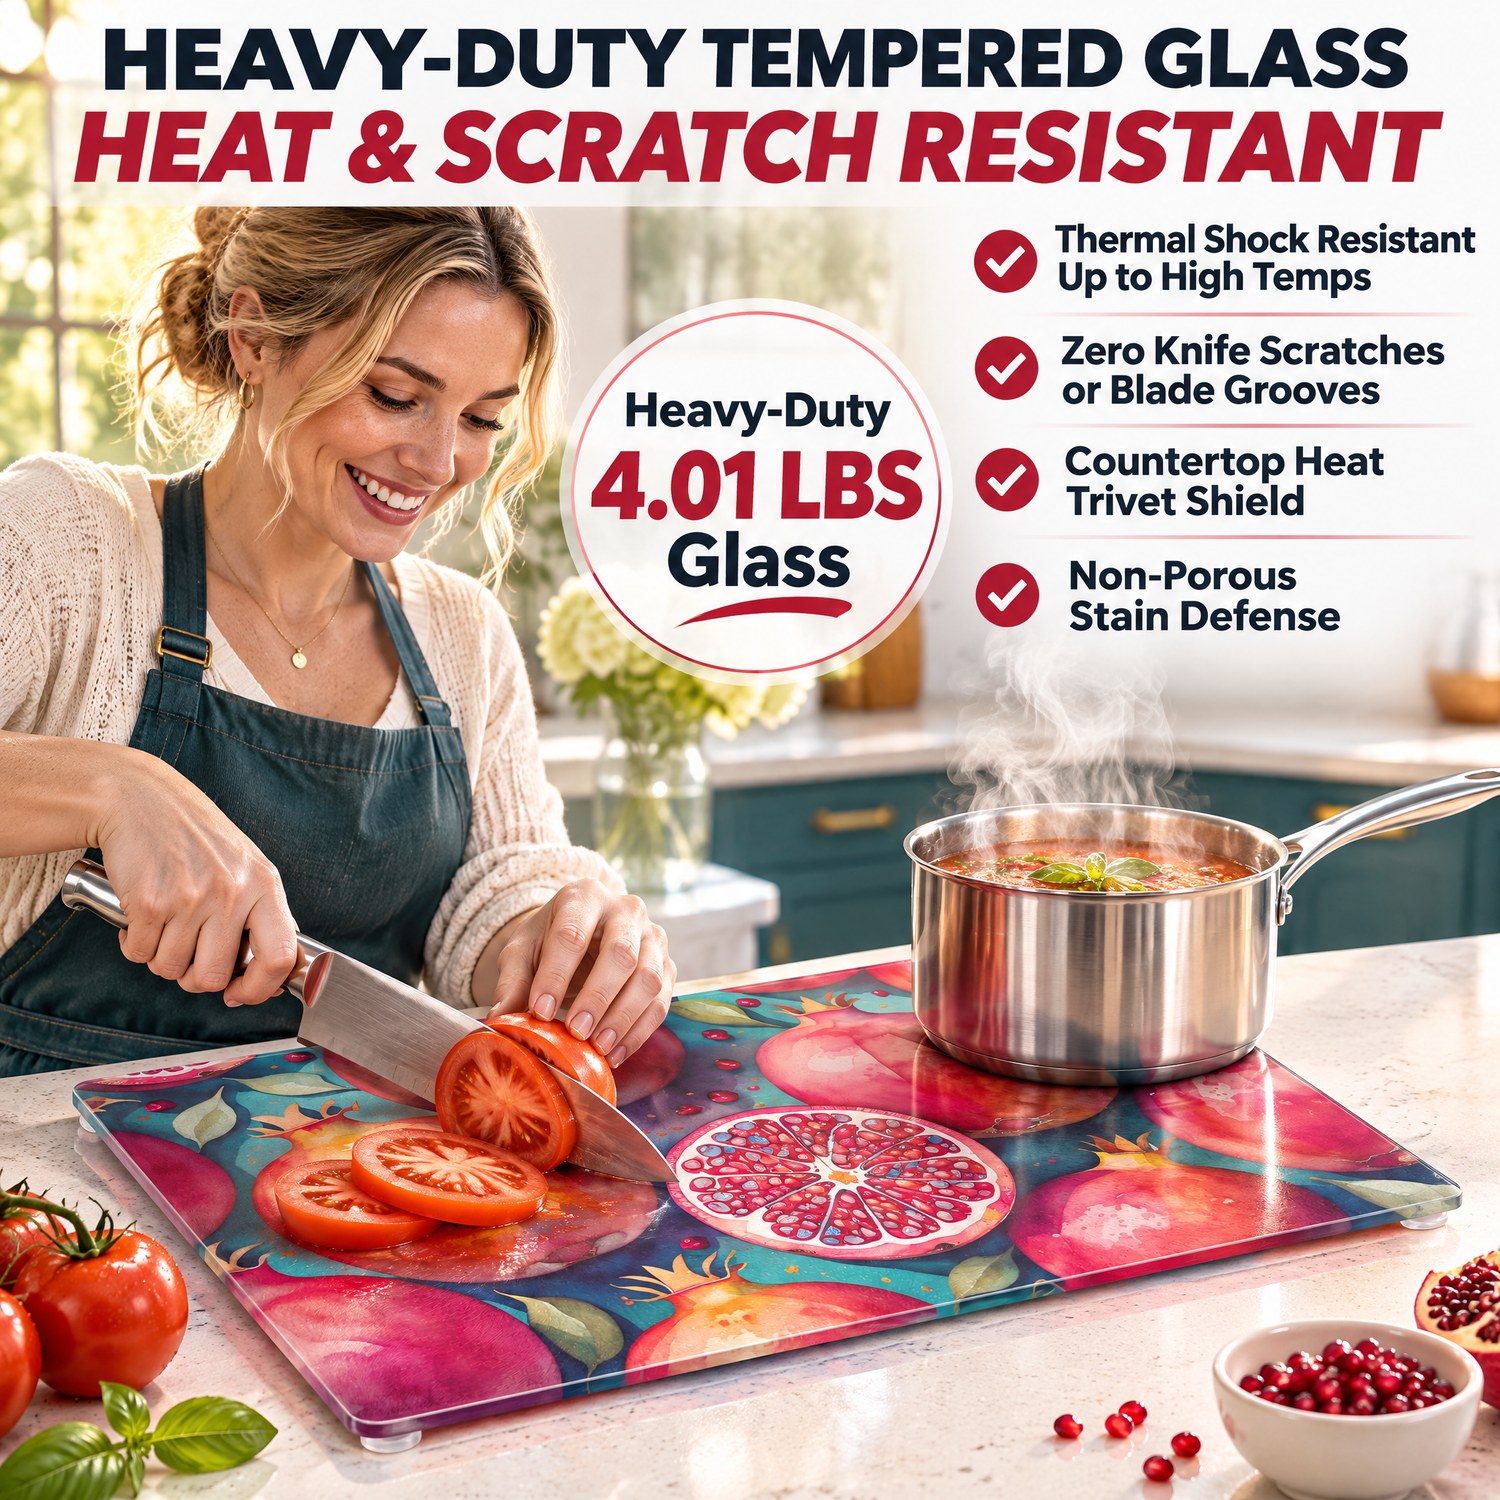 HEAVY-DUTY TEMPERED GLASS
HEAT & SCRATCH RESISTANT
Thermal Shock Resistant
Up to High Temps
Zero Knife Scratches
or Blade Grooves
Countertop Heat
Trivet Shield
Non-Porous
Stain Defense
Heavy-Duty
4.01 LBS
Glass